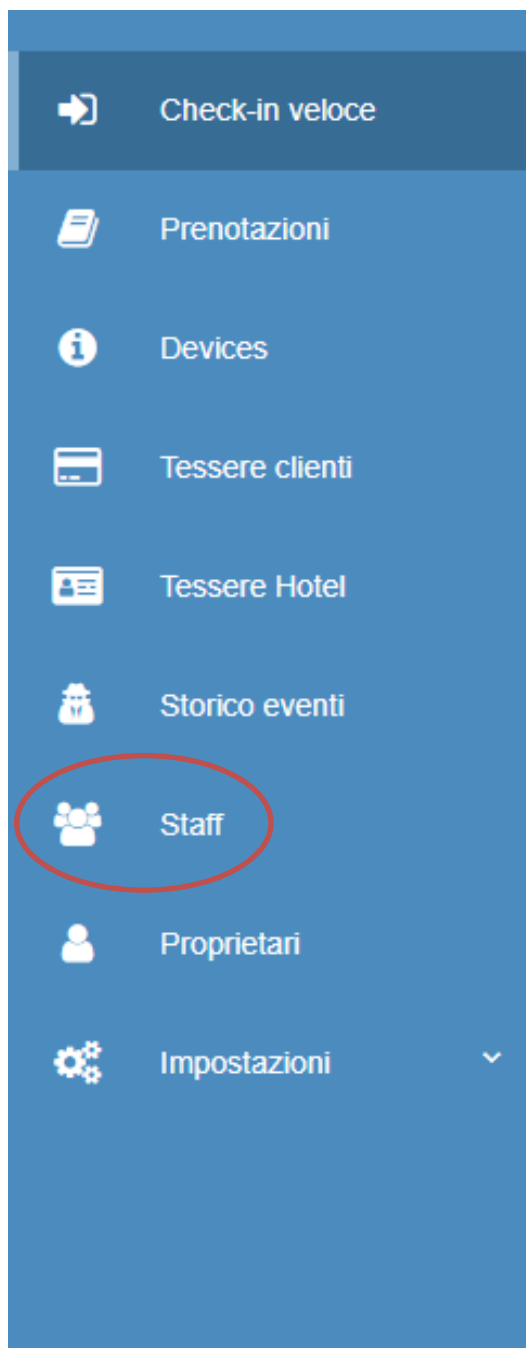 Check-in veloce
Prenotazioni
Devices
Tessere clienti
Tessere Hotel
Storico eventi
Staff
Proprietari
Impostazioni